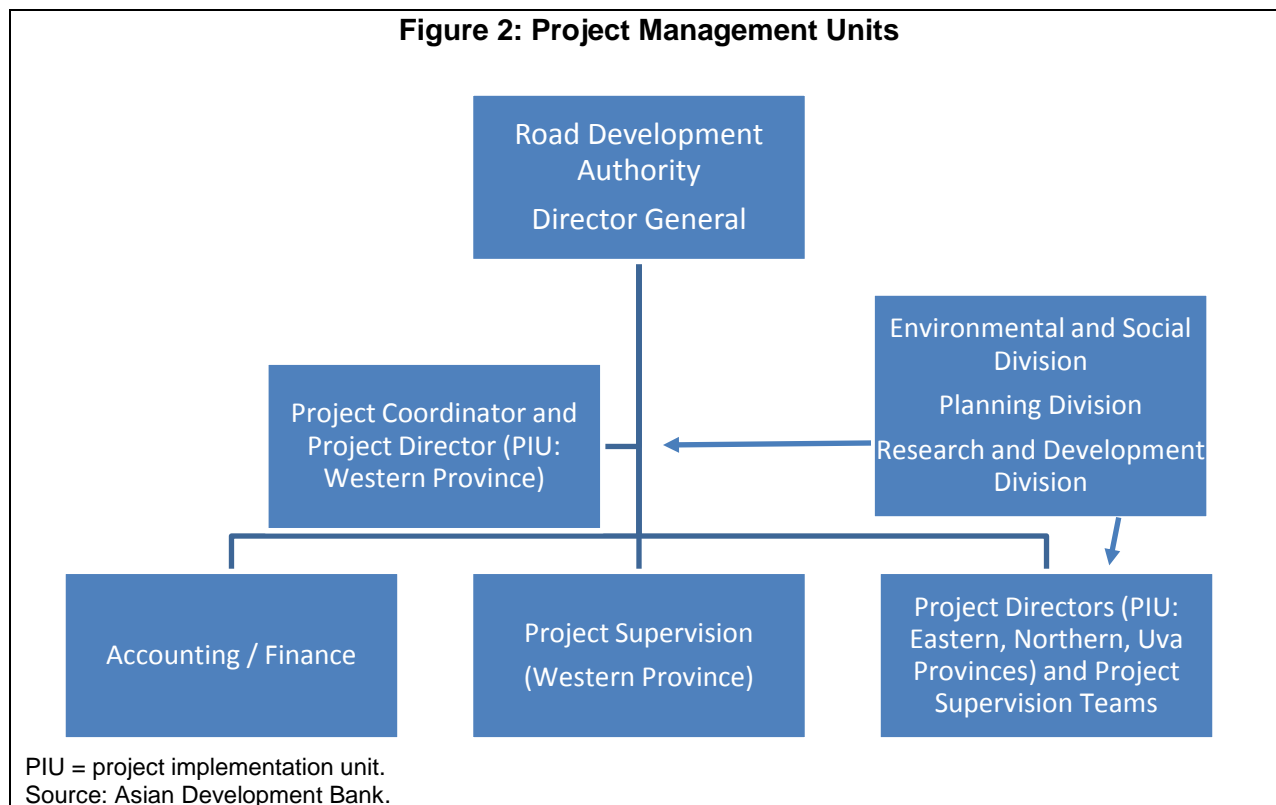 Figure 2: Project Management Units
Road Development
Authority
Director General
Environmental and Social
Division
Planning Division
Research and Development
Division
Project Coordinator and
Project Director (PIU:
Western Province)
Accounting / Finance
Project Supervision
(Western Province)
Project Directors (PIU:
Eastern, Northern, Uva
Provinces) and Project
Supervision Teams
PIU = project implementation unit.
Source: Asian Development Bank.